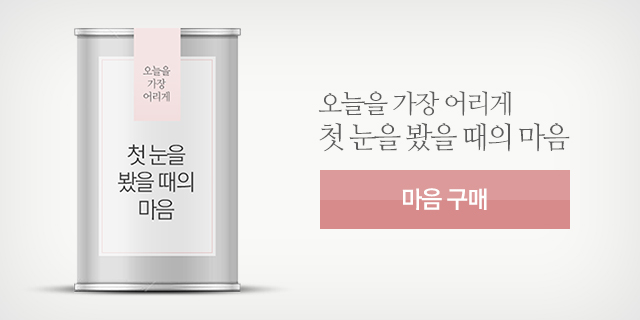 오늘을
가장
어리게
첫 눈을
봤을 때의
마음
오늘을 가장 어리게
첫 눈을 봤을 때의 마음
마음 구매